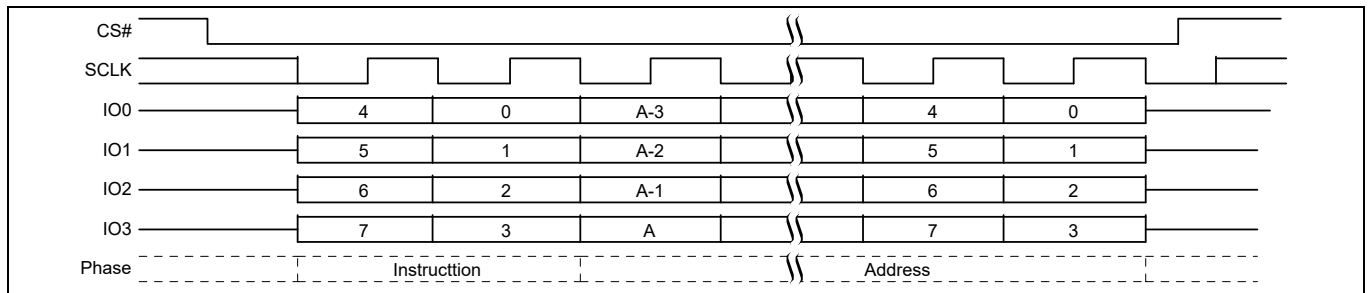 CS#
SCLK
IO0 4 0 A-3 4 0
IO1 5 1 A-2 5 1
IO2 6 2 A-1 6 2
IO3 7 3 A 7 3
Phase Instructtion Address